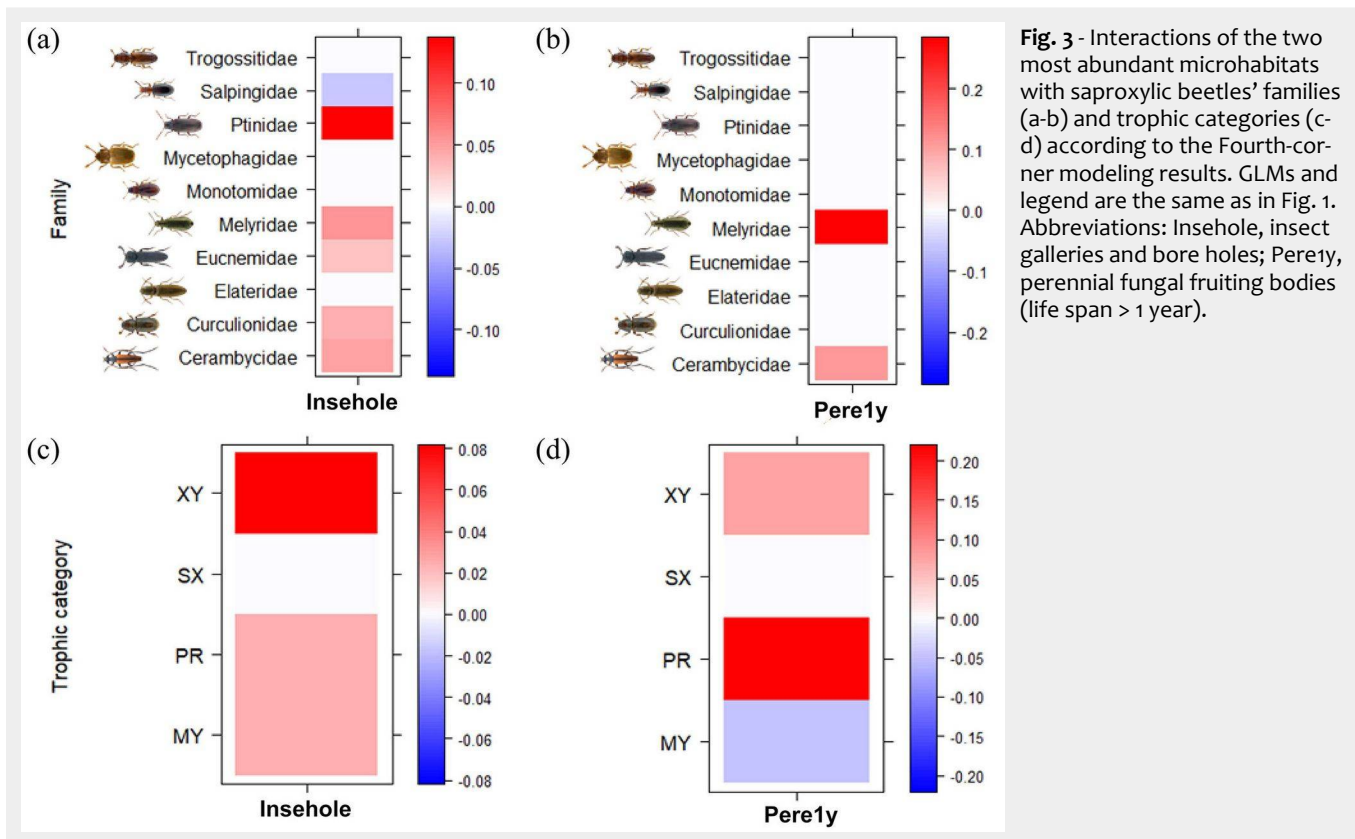 (a)
Trogossitidae
Salpingidae
Ptinidae
Mycetophagidae
Monotomidae
Melyridae
Eucnemidae
Elateridae
Curculionidae
Cerambycidae
Family
0.10
0.05
0.00
-0.05
-0.10
Insehole
(b)
Trogossitidae
Salpingidae
Ptinidae
Mycetophagidae
Monotomidae
Melyridae
Eucnemidae
Elateridae
Curculionidae
Cerambycidae
0.2
0.1
0.0
-0.1
-0.2
Pere1y
Fig. 3 - Interactions of the two
most abundant microhabitats
with saproxylic beetles’ families
(a-b) and trophic categories (c-
d) according to the Fourth-cor-
ner modeling results. GLMs and
legend are the same as in Fig. 1.
Abbreviations: Insehole, insect
galleries and bore holes; Pere1y,
perennial fungal fruiting bodies
(life span > 1 year).
(c)
XY
SX
PR
MY
Trophic category
0.08
0.06
0.04
0.02
0.00
-0.02
-0.04
-0.06
-0.08
Insehole
(d)
XY
SX
PR
MY
0.20
0.15
0.10
0.05
0.00
-0.05
-0.10
-0.15
-0.20
Pere1y